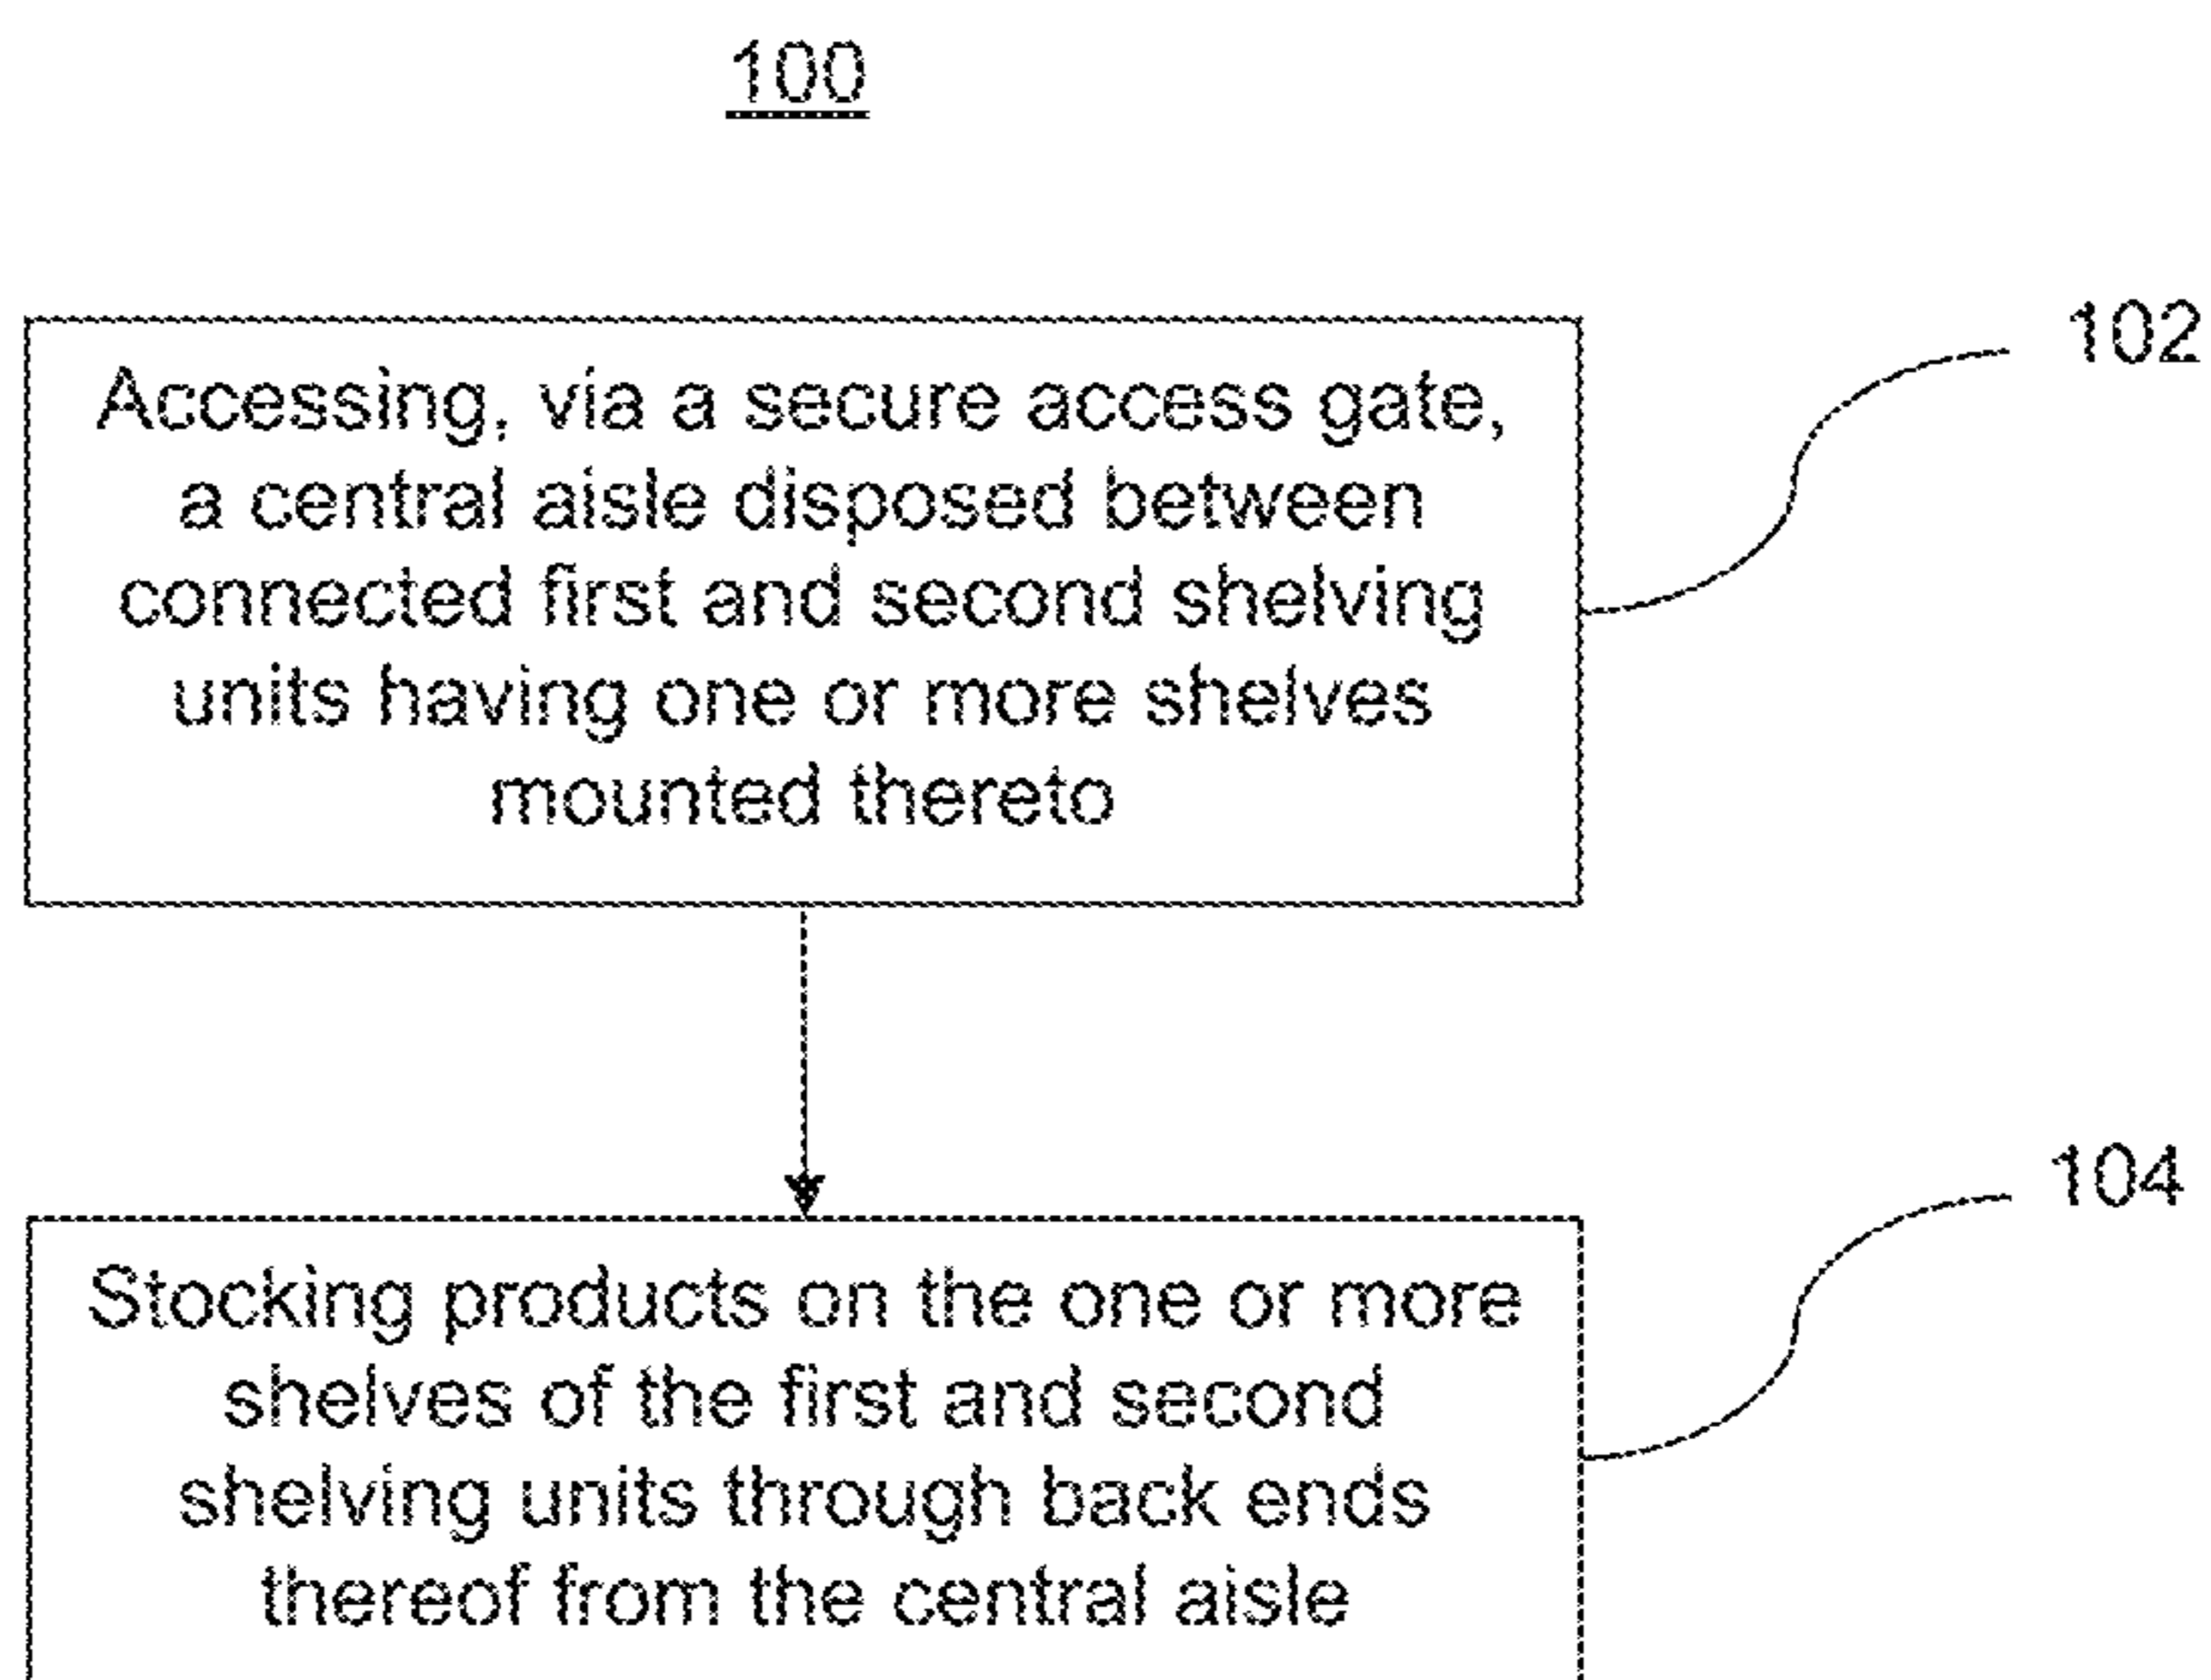 100
Accessing, via a secure access gate,
102
a central aisle disposed between
connected first and second shelving
units having one or more shelves
mounted thereto
104
Stocking products on the one or more
shelves of the first and second
shelving units through back ends
thereof from the central aisle